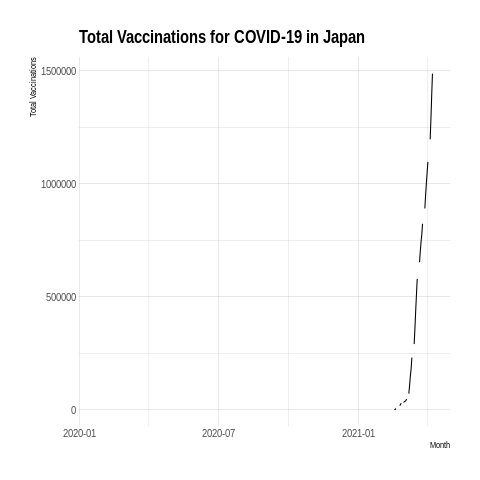 Total Vaccinations for COVID-19 in Japan
Total Vaccinations
1500000
1000000
500000
0
2020-01
2020-07
2021-01
Month